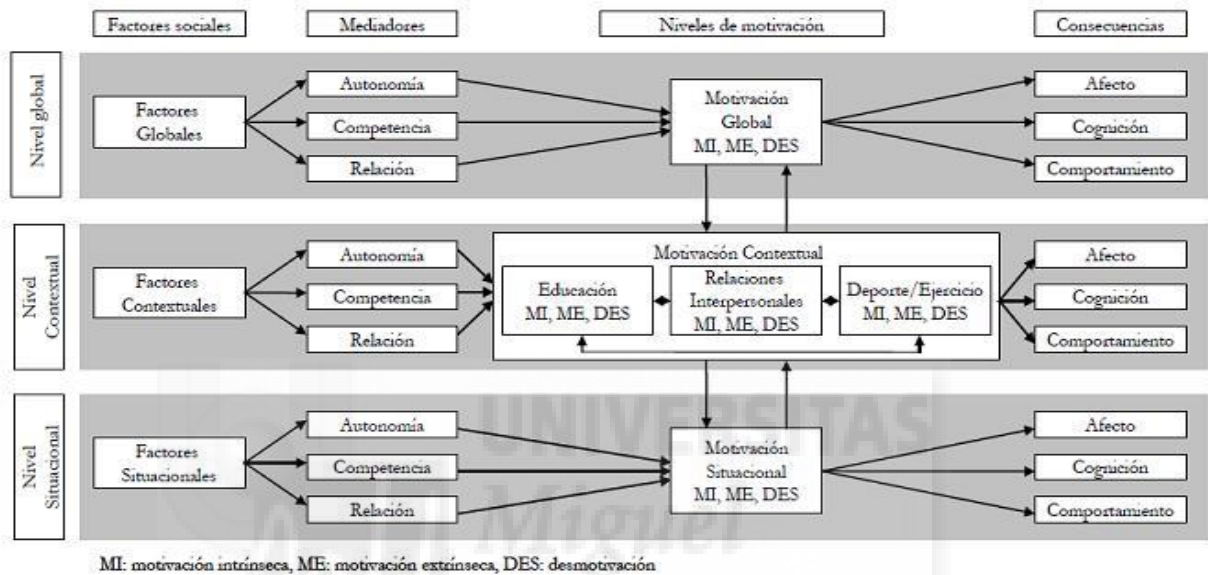 Factores sociales
Mediadores
Niveles de motivación
Consecuencias
Nivel global
Factores
Globales
Autonomía
Competencia
Relación
Motivación
Global
MI, ME, DES
Afecto
Cognición
Comportamiento
Nivel
Contextual
Factores
Contextuales
Autonomía
Competencia
Relación
Motivación Contextual
Educación
MI, ME, DES
Relaciones
Interpersonales
MI, ME, DES
Deporte/Ejercicio
MI, ME, DES
Afecto
Cognición
Comportamiento
Nivel
Situacional
Factores
Situacionales
Autonomía
Competencia
Relación
Motivación
Situacional
MI, ME, DES
Afecto
Cognición
Comportamiento
UNIVERSITAS
Miguel
MI: motivación intrínseca, ME: motivación extrínseca, DES: desmotivación